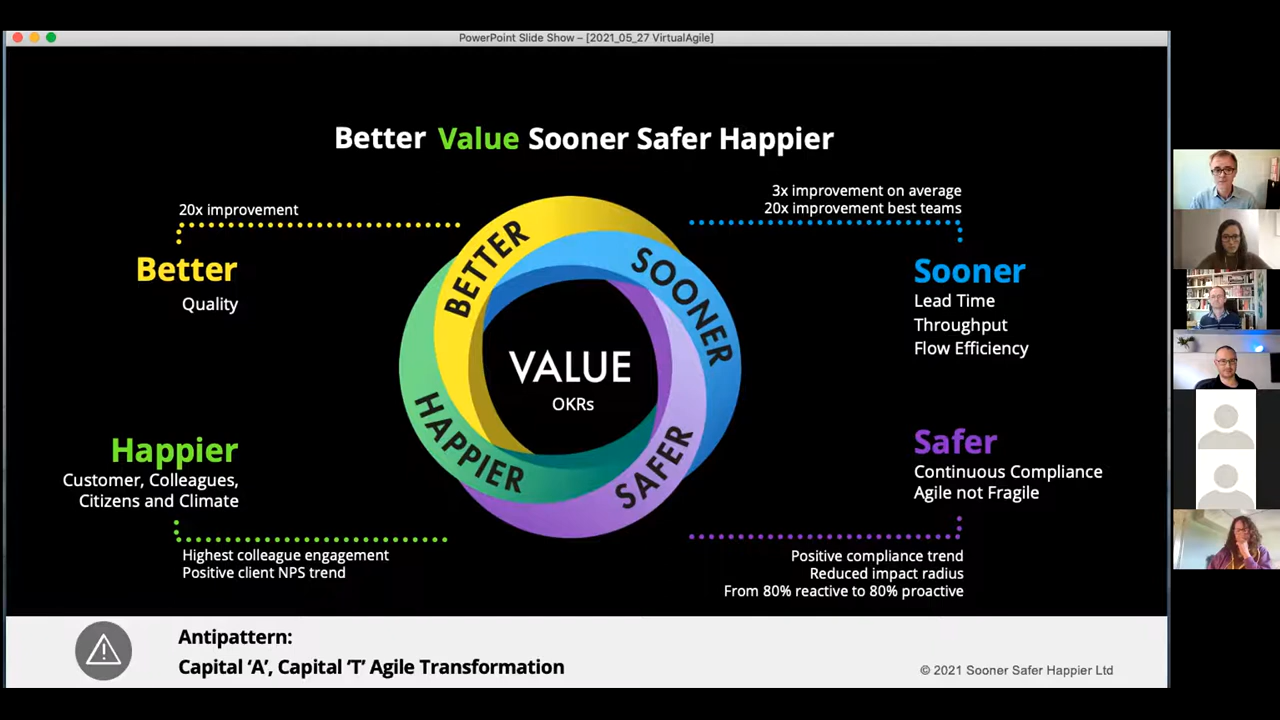 PowerPoint Slide Show – [2021_05_27 VirtualAgile]
Better Value Sooner Safer Happier
20x improvement
Better
Quality
3x improvement on average
20x improvement best teams
Sooner
Lead Time
Throughput
Flow Efficiency
BETTER
SOONER
VALUE
OKRs
HAPPIER
SAFER
Happier
Customer, Colleagues,
Citizens and Climate
Highest colleague engagement
Positive client NPS trend
Safer
Continuous Compliance
Agile not Fragile
Positive compliance trend
Reduced impact radius
From 80% reactive to 80% proactive
Antipattern:
Capital ‘A’, Capital ‘T’ Agile Transformation
© 2021 Sooner Safer Happier Ltd